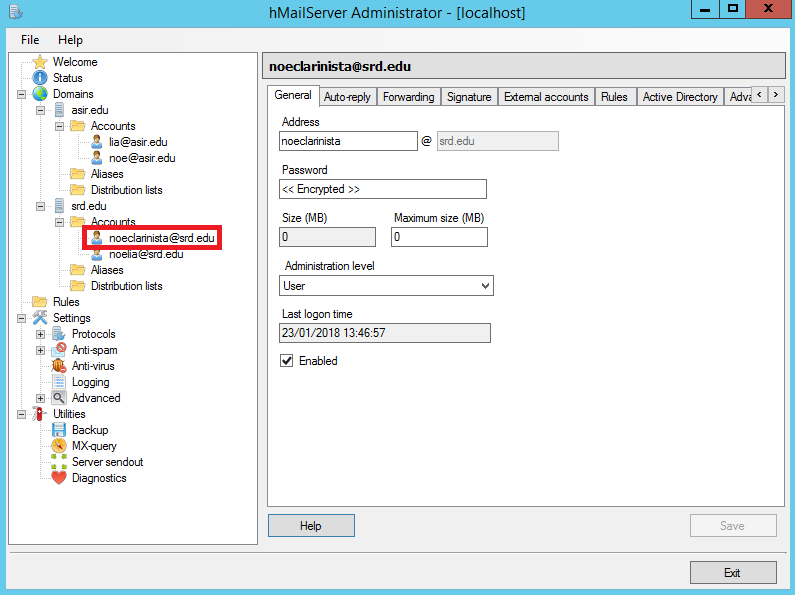 hMailServer Administrator - [localhost]
File Help
Welcome
Status
Domains
asir.edu
Accounts
lia@asir.edu
noe@asir.edu
Aliases
Distribution lists
srd.edu
Accounts
noeclarinista@srd.edu
noelia@srd.edu
Aliases
Distribution lists
Rules
Settings
Protocols
Anti-spam
Anti-virus
Logging
Advanced
Utilities
Backup
MX-query
Server sendout
Diagnostics
noeclarinista@srd.edu
General Auto-reply Forwarding Signature External accounts Rules Active Directory Adva
Address
noeclarinista @ srd.edu
Password
<< Encrypted >>
Size (MB) Maximum size (MB)
0 0
Administration level
User
Last logon time
23/01/2018 13:46:57
Enabled
Help Save
Exit